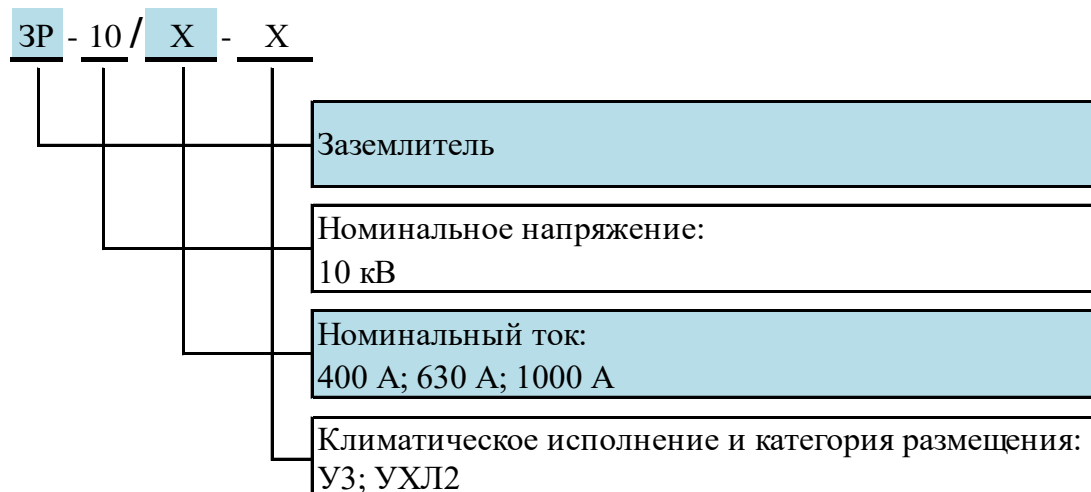 ЗР - 10 / Х - Х
Заземлитель
Номинальное напряжение:
10 кВ
Номинальный ток:
400 А; 630 А; 1000 А
Климатическое исполнение и категория размещения:
У3; УХЛ2